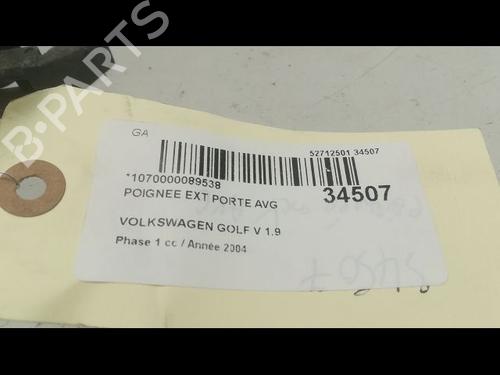 GA
52712501 34507
*1070000089538
POIGNEE EXT PORTE AVG
34507
VOLKSWAGEN GOLF V 1.9
Phase 1 cc / Année 2004
B-PARTS